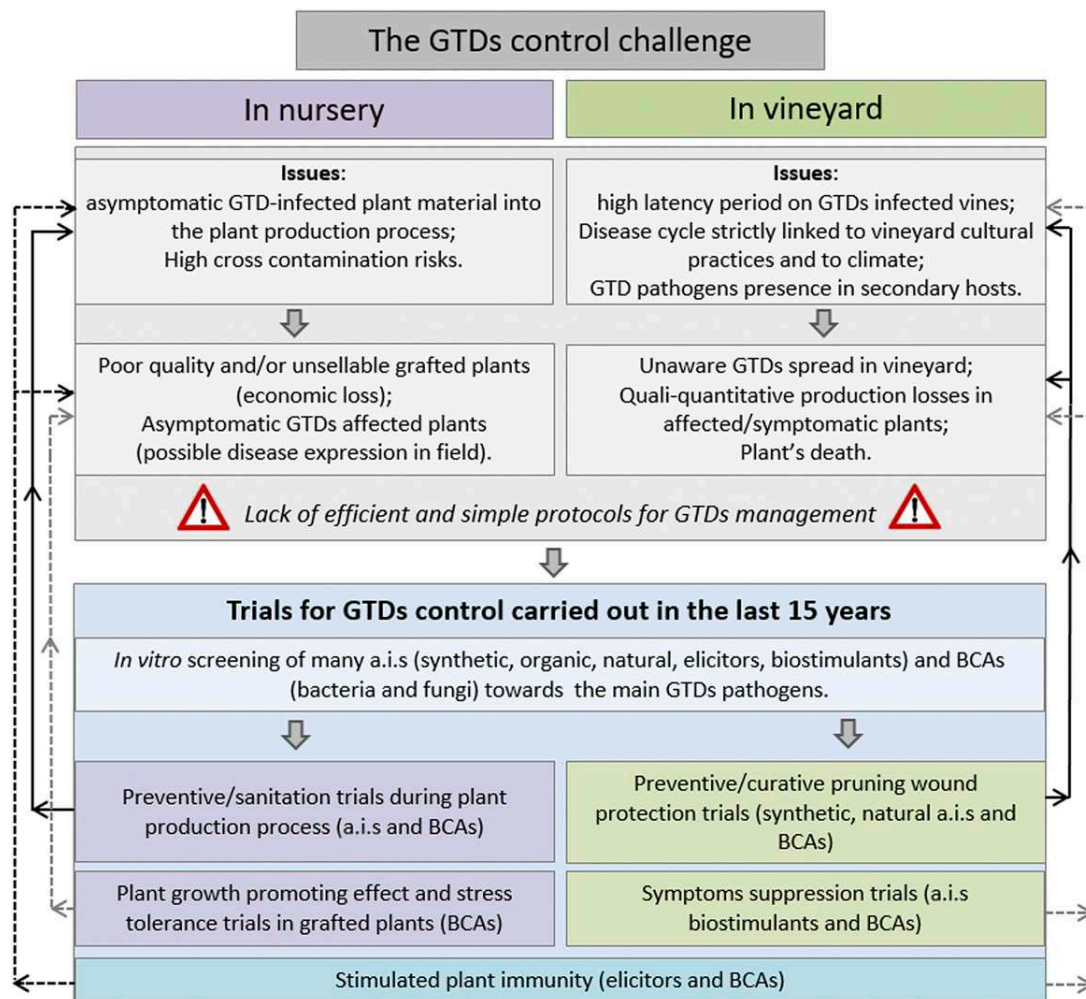 The GTDs control challenge
In nursery
In vineyard
Issues:
asymptomatic GTD-infected plant material into
the plant production process;
High cross contamination risks.
Issues:
high latency period on GTDs infected vines;
Disease cycle strictly linked to vineyard cultural
practices and to climate;
GTD pathogens presence in secondary hosts.
Poor quality and/or unsellable grafted plants
(economic loss);
Asymptomatic GTDs affected plants
(possible disease expression in field).
Unaware GTDs spread in vineyard;
Quali-quantitative production losses in
affected/symptomatic plants;
Plant's death.
Lack of efficient and simple protocols for GTDs management
Trials for GTDs control carried out in the last 15 years
In vitro screening of many a.i.s (synthetic, organic, natural, elicitors, biostimulants) and BCAs
(bacteria and fungi) towards the main GTDs pathogens.
Preventive/sanitation trials during plant
production process (a.i.s and BCAs)
Preventive/curative pruning wound
protection trials (synthetic, natural a.i.s and
BCAs)
Plant growth promoting effect and stress
tolerance trials in grafted plants (BCAs)
Symptoms suppression trials (a.i.s
biostimulants and BCAs)
Stimulated plant immunity (elicitors and BCAs)